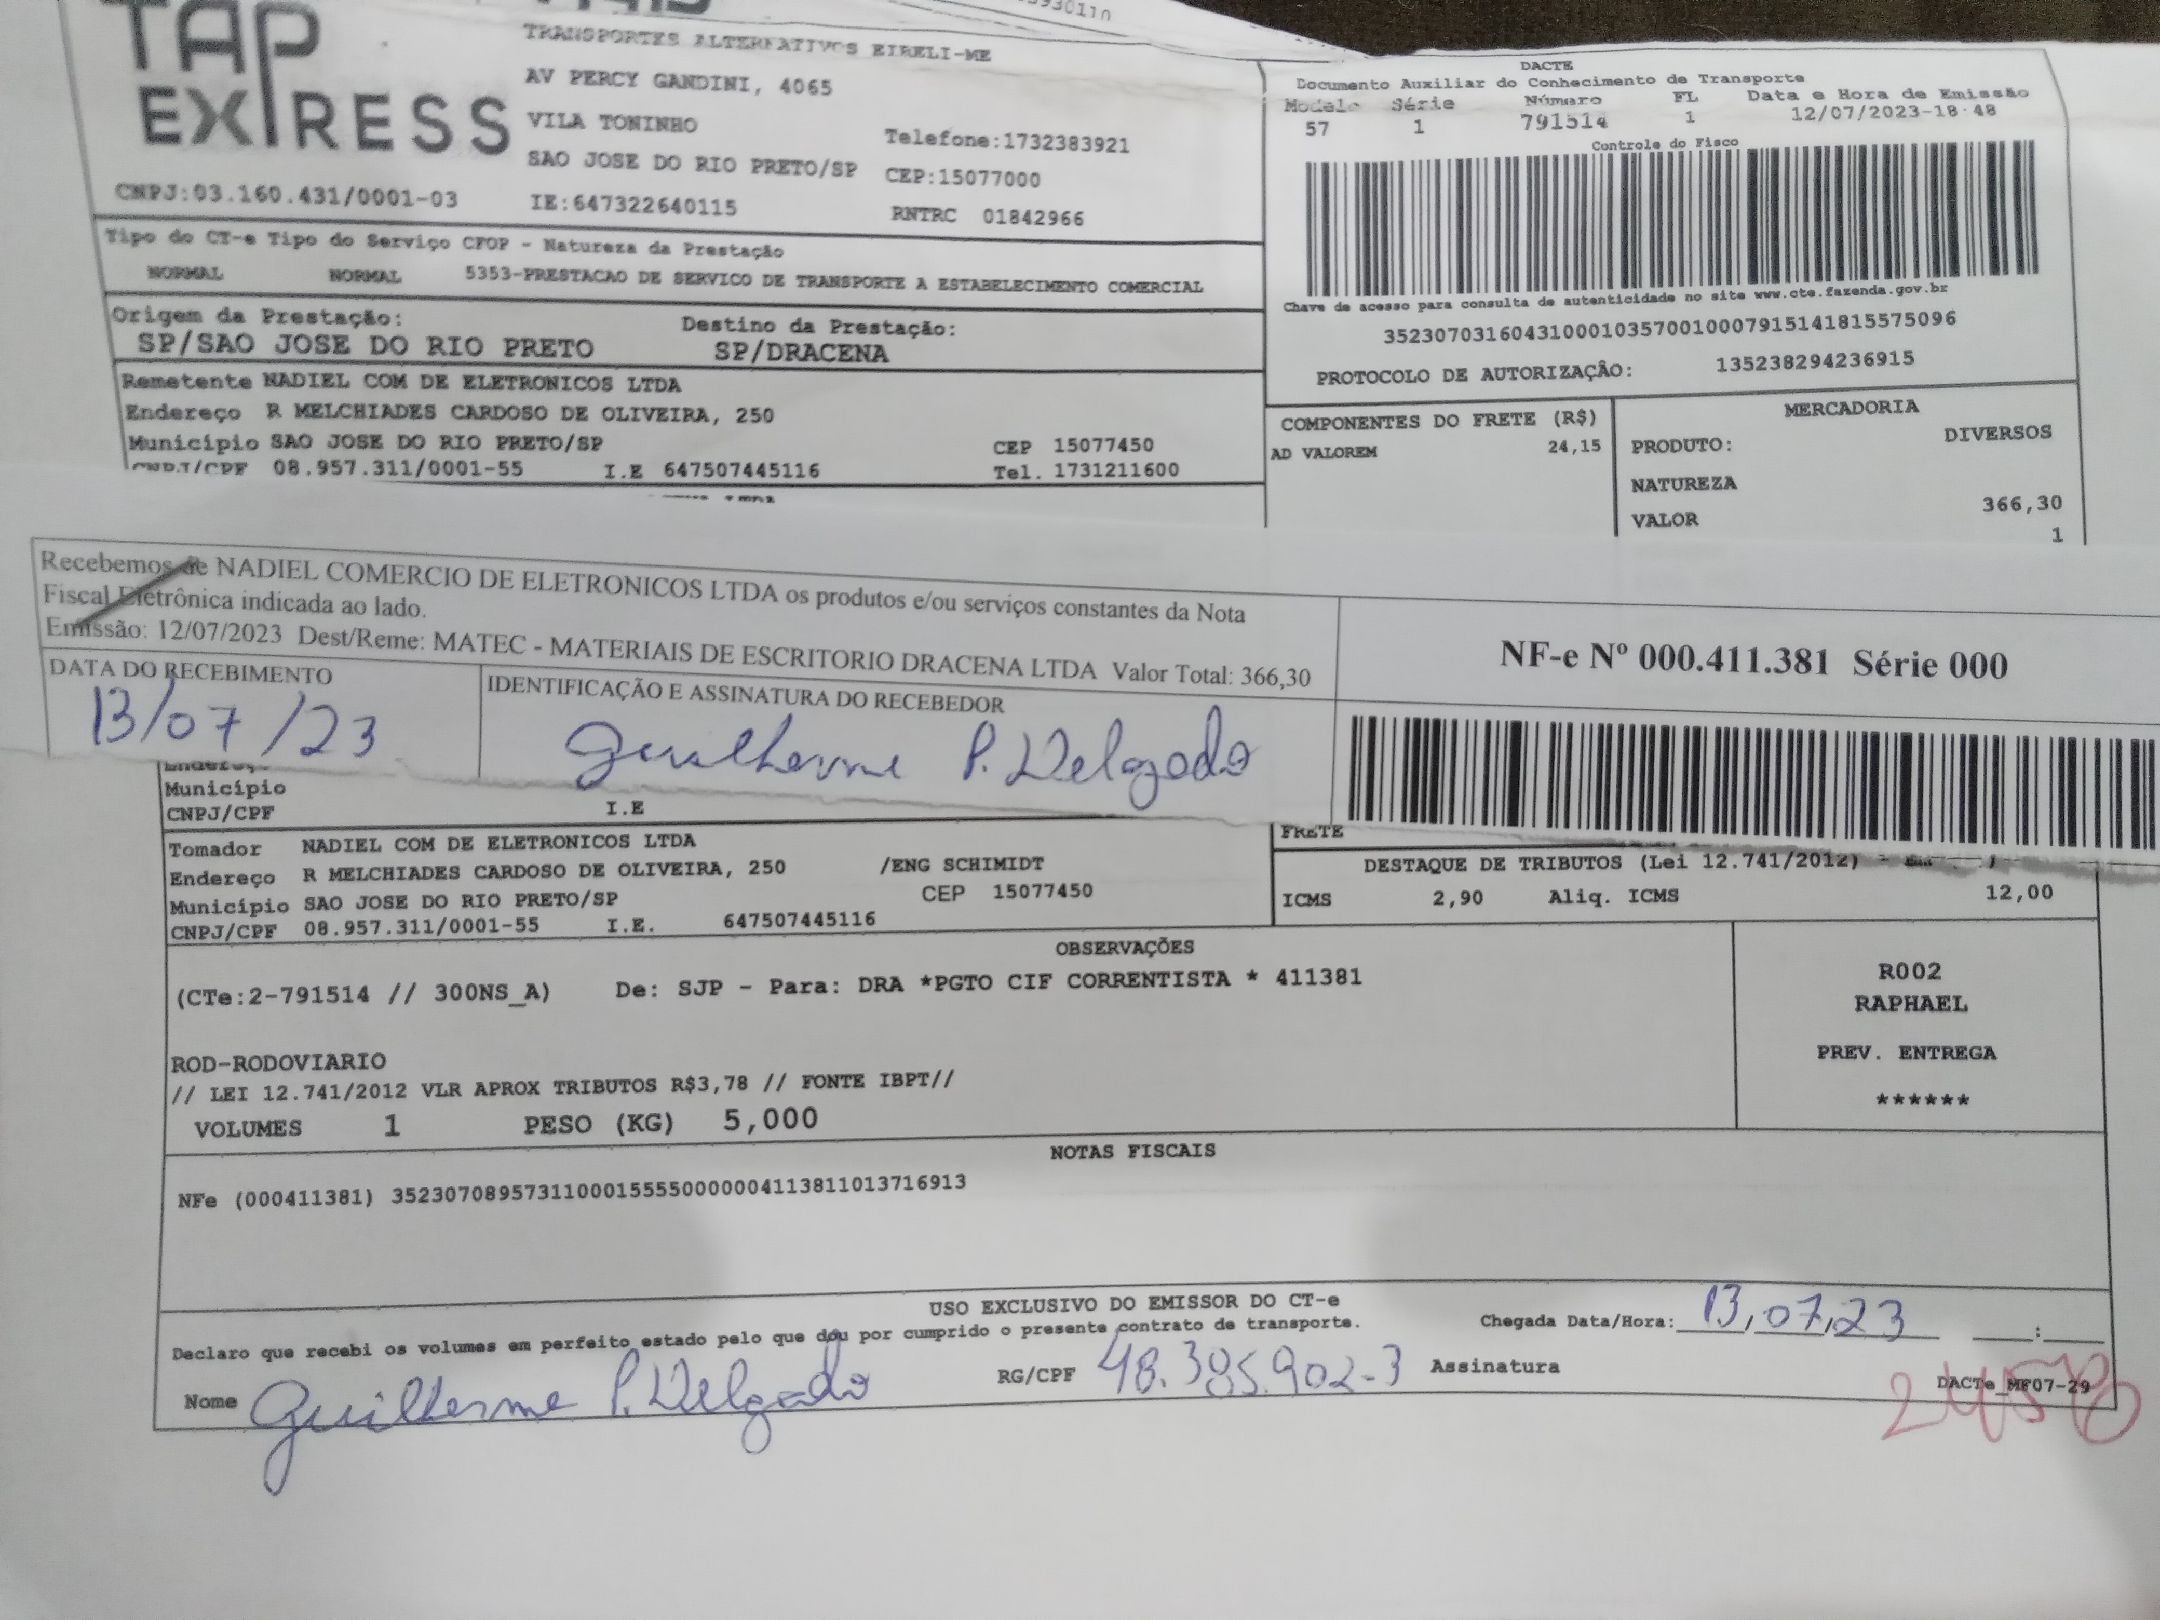 TAP EXPRESS
TRANSPORTES ALTERNATIVOS EIRELI-ME
AV PERCY GANDINI, 4065
VILA TONINHO
Telefone:1732383921
SAO JOSE DO RIO PRETO/SP CEP:15077000
CNPJ:03.160.431/0001-03 IE:647322640115 RNTRC 01842966
DACTE
Documento Auxiliar do Conhecimento de Transporte
Modelo Série Número FL Data e Hora de Emissão
57 1 791514 1 12/07/2023-18:48
Controle do Fisco
Chave de acesso para consulta de autenticidade no site www.cte.fazenda.gov.br
35230703160431000103570010007915141815575096
PROTOCOLO DE AUTORIZAÇÃO: 135238294236915
Tipo do CT-e Tipo do Serviço CFOP - Natureza da Prestação
NORMAL NORMAL 5353-PRESTACAO DE SERVICO DE TRANSPORTE A ESTABELECIMENTO COMERCIAL
Origem da Prestação: Destino da Prestação:
SP/SAO JOSE DO RIO PRETO SP/DRACENA
Remetente NADIEL COM DE ELETRONICOS LTDA
Endereço R MELCHIADES CARDOSO DE OLIVEIRA, 250
Município SAO JOSE DO RIO PRETO/SP CEP 15077450
CNPJ/CPF 08.957.311/0001-55 I.E 647507445116 Tel. 1731211600
COMPONENTES DO FRETE (R$)
AD VALOREM 24,15
MERCADORIA
PRODUTO: DIVERSOS
NATUREZA
VALOR 366,30
1
Recebemos de NADIEL COMERCIO DE ELETRONICOS LTDA os produtos e/ou serviços constantes da Nota
Fiscal Eletrônica indicada ao lado.
Emissão: 12/07/2023 Dest/Reme: MATEC - MATERIAIS DE ESCRITORIO DRACENA LTDA Valor Total: 366,30
NF-e Nº 000.411.381 Série 000
DATA DO RECEBIMENTO IDENTIFICAÇÃO E ASSINATURA DO RECEBEDOR
13/07/23 Guilherme P. Delgado
Endereço
Município
CNPJ/CPF I.E
FRETE
Tomador NADIEL COM DE ELETRONICOS LTDA
Endereço R MELCHIADES CARDOSO DE OLIVEIRA, 250 /ENG SCHIMIDT
Município SAO JOSE DO RIO PRETO/SP CEP 15077450
CNPJ/CPF 08.957.311/0001-55 I.E. 647507445116
DESTAQUE DE TRIBUTOS (Lei 12.741/2012)
ICMS 2,90 Aliq. ICMS 12,00
OBSERVAÇÕES
(CTe:2-791514 // 300NS_A) De: SJP - Para: DRA *PGTO CIF CORRENTISTA * 411381
R002
RAPHAEL
PREV. ENTREGA
******
ROD-RODOVIARIO
// LEI 12.741/2012 VLR APROX TRIBUTOS R$3,78 // FONTE IBPT//
VOLUMES 1 PESO (KG) 5,000
NOTAS FISCAIS
NFe (000411381) 35230708957311000155550000004113811013716913
USO EXCLUSIVO DO EMISSOR DO CT-e
Declaro que recebi os volumes em perfeito estado pelo que dou por cumprido o presente contrato de transporte.
Chegada Data/Hora: 13,07,23 __:__
Nome Guilherme P. Delgado RG/CPF 48.385.902-3 Assinatura
DACTe_MF07-29